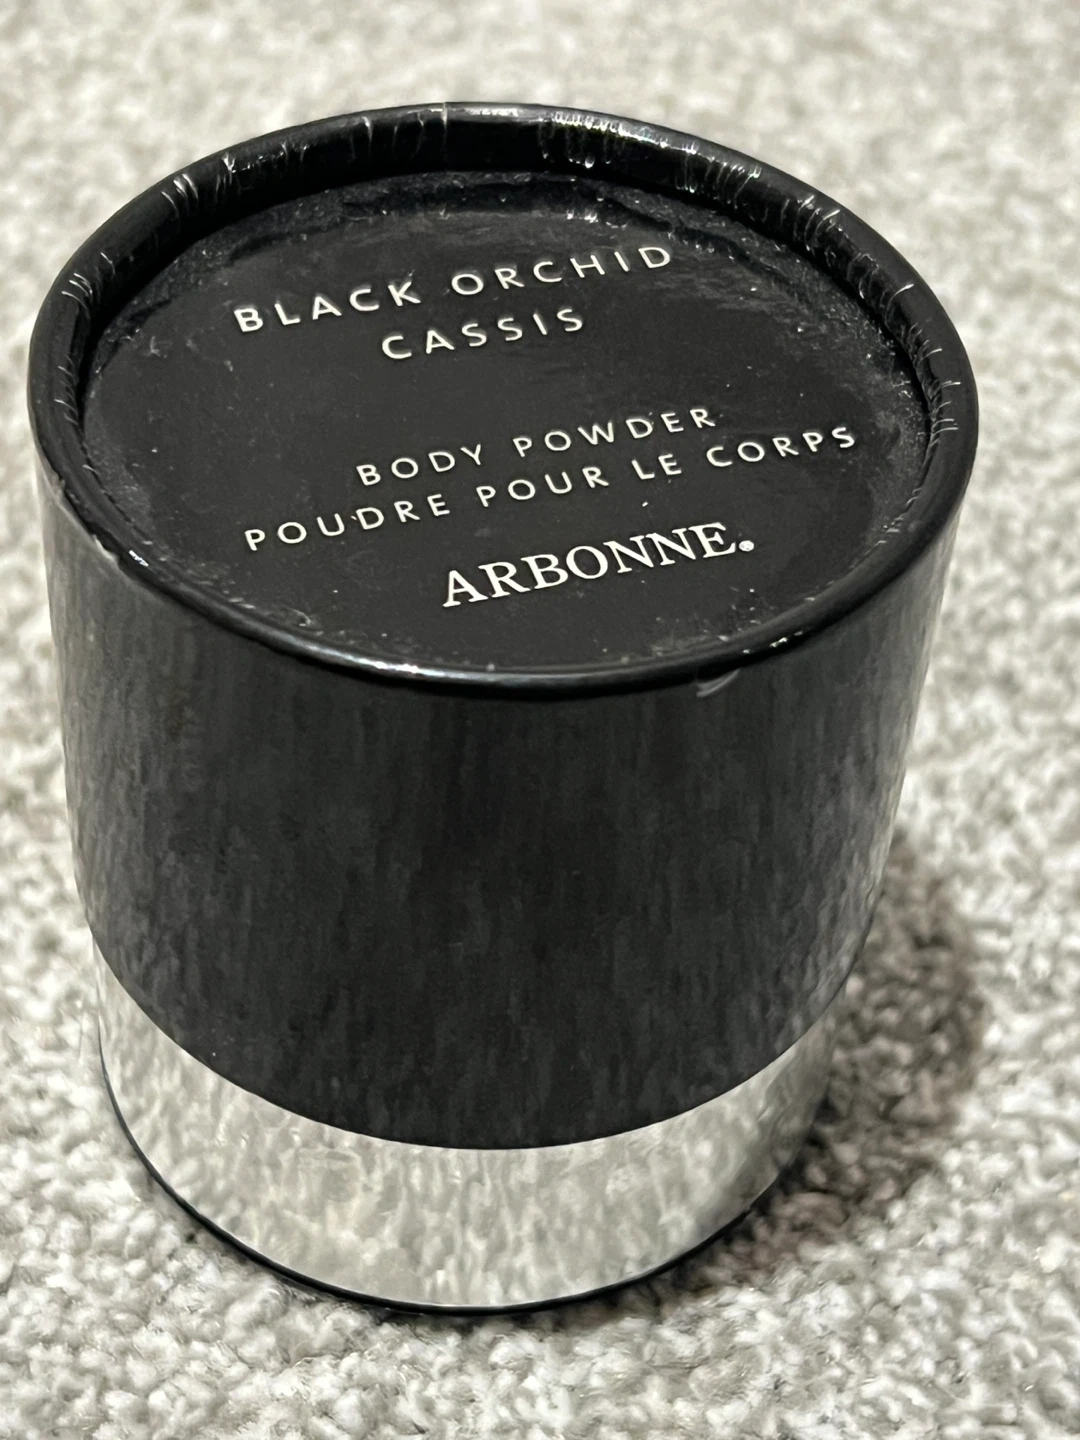 BLACK ORCHID
CASSIS
BODY POWDER
POUDRE POUR LE CORPS
ARBONNE®